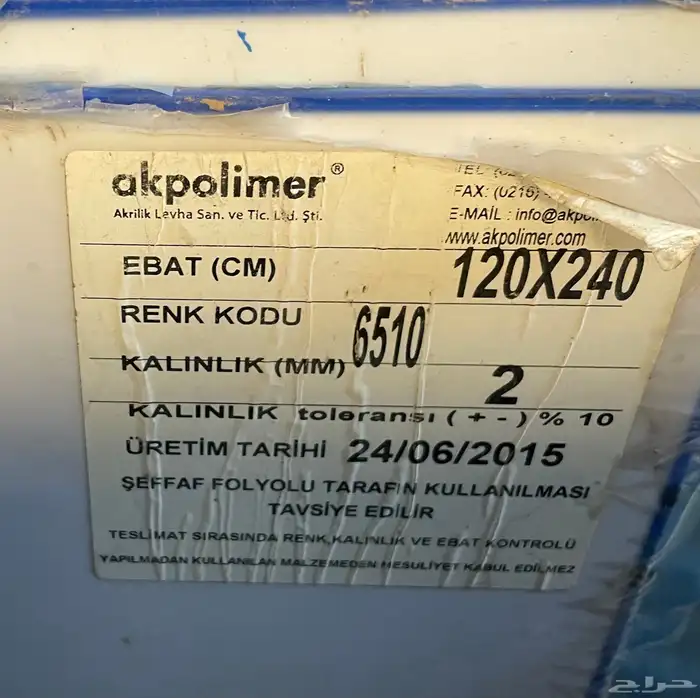 akpolimer®
Akrilik Levha San. ve Tic. Ltd. Şti.
FAX: (0216)
E-MAIL : info@akpo
www.akpolimer.com
EBAT (CM) 120X240
RENK KODU 6510
KALINLIK (MM) 2
KALINLIK toleransı ( + - ) % 10
ÜRETİM TARİHİ 24/06/2015
ŞEFFAF FOLYOLU TARAFIN KULLANILMASI
TAVSİYE EDİLİR
TESLİMAT SIRASINDA RENK,KALINLIK VE EBAT KONTROLÜ
YAPILMADAN KULLANILAN MALZEMEDEN MESULİYET KABUL EDİLMEZ
حراج